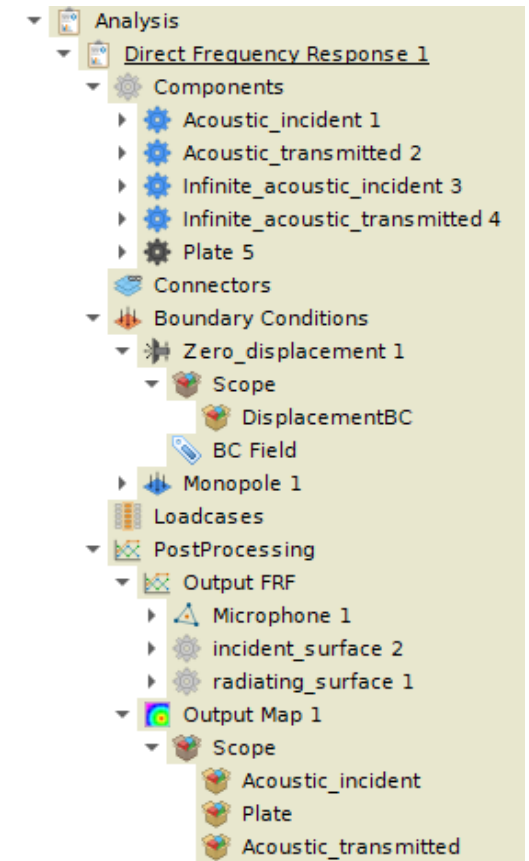 Analysis
Direct Frequency Response 1
Components
Acoustic_incident 1
Acoustic_transmitted 2
Infinite_acoustic_incident 3
Infinite_acoustic_transmitted 4
Plate 5
Connectors
Boundary Conditions
Zero_displacement 1
Scope
DisplacementBC
BC Field
Monopole 1
Loadcases
PostProcessing
Output FRF
Microphone 1
incident_surface 2
radiating_surface 1
Output Map 1
Scope
Acoustic_incident
Plate
Acoustic_transmitted